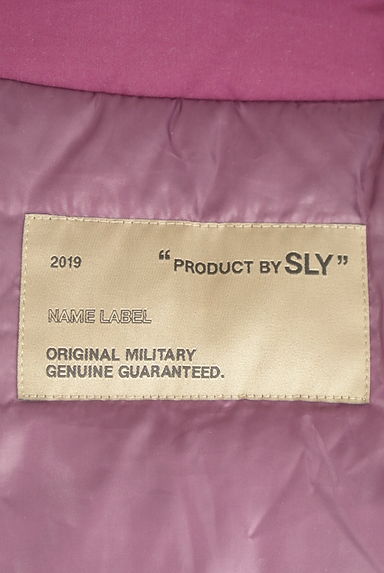 2019 “PRODUCT BY SLY”
NAME LABEL
ORIGINAL MILITARY
GENUINE GUARANTEED.